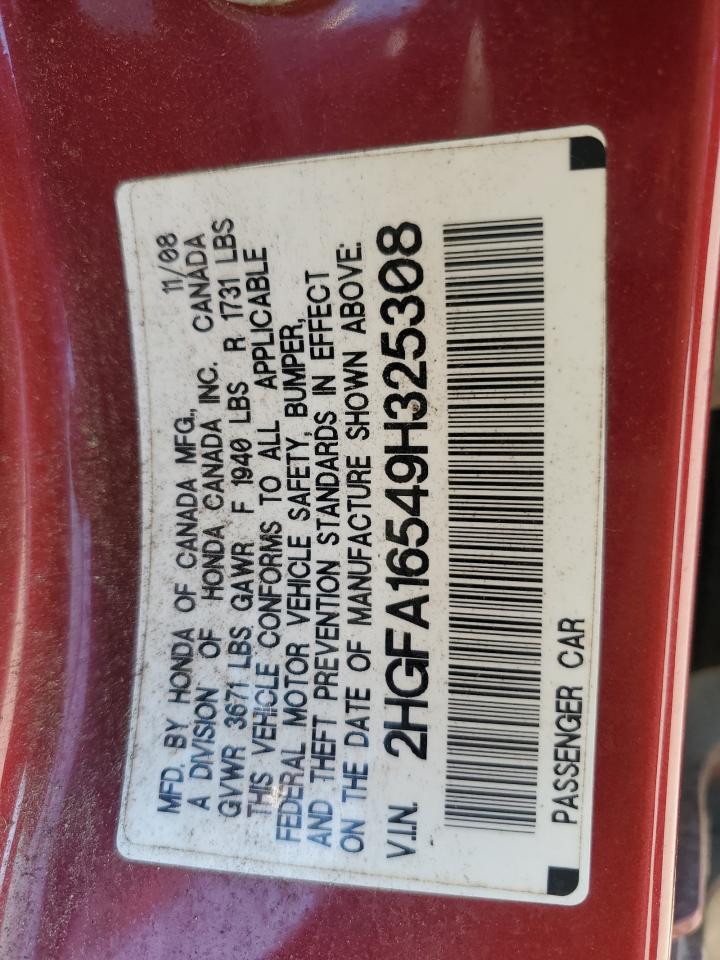 MFD. BY HONDA OF CANADA MFG., 11/08
A DIVISION OF HONDA CANADA INC. CANADA
GVWR 3671 LBS GAWR F 1940 LBS R 1731 LBS
THIS VEHICLE CONFORMS TO ALL APPLICABLE
FEDERAL MOTOR VEHICLE SAFETY, BUMPER,
AND THEFT PREVENTION STANDARDS IN EFFECT
ON THE DATE OF MANUFACTURE SHOWN ABOVE.
V.I.N. 2HGFA16549H325308
PASSENGER CAR